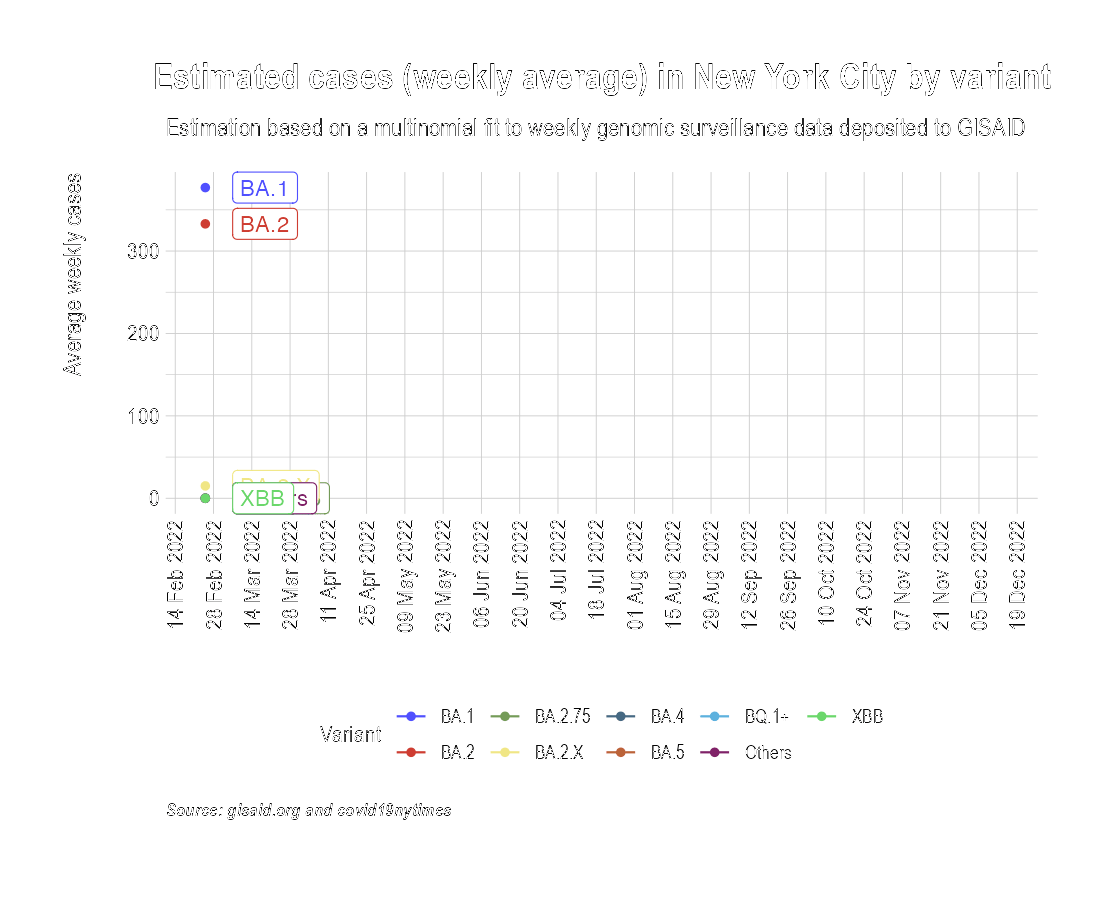 Estimated cases (weekly average) in New York City by variant
Estimation based on a multinomial fit to weekly genomic surveillance data deposited to GISAID
Average weekly cases
300
200
100
0
BA.1
BA.2
XBB
14 Feb 2022
28 Feb 2022
14 Mar 2022
28 Mar 2022
11 Apr 2022
25 Apr 2022
09 May 2022
23 May 2022
06 Jun 2022
20 Jun 2022
04 Jul 2022
18 Jul 2022
01 Aug 2022
15 Aug 2022
29 Aug 2022
12 Sep 2022
26 Sep 2022
10 Oct 2022
24 Oct 2022
07 Nov 2022
21 Nov 2022
05 Dec 2022
19 Dec 2022
Variant
BA.1 BA.2.75 BA.4 BQ.1+ XBB
BA.2 BA.2.X BA.5 Others
Source: gisaid.org and covid19nytimes